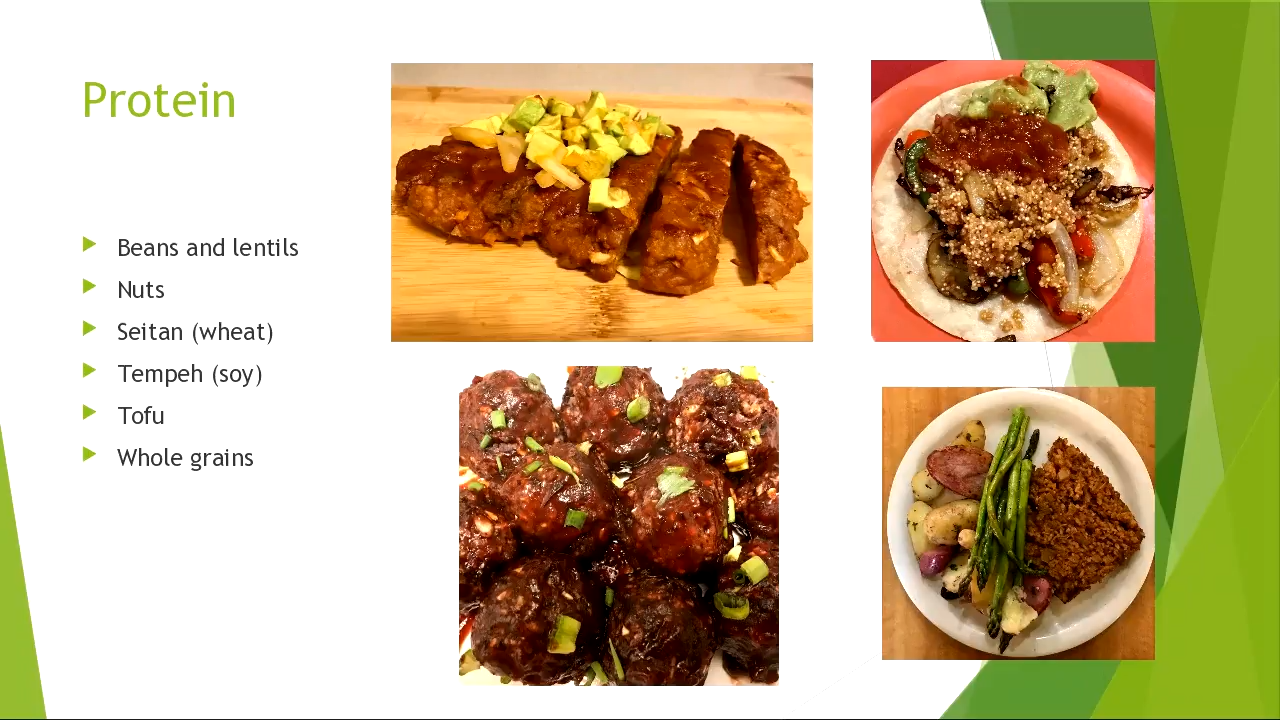 Protein
Beans and lentils
Nuts
Seitan (wheat)
Tempeh (soy)
Tofu
Whole grains